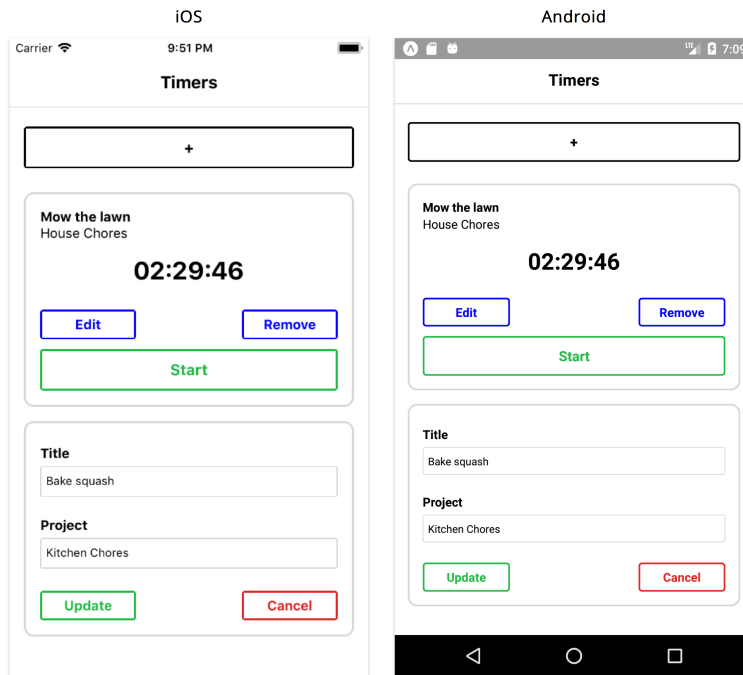 iOS
Carrier 9:51 PM
Timers
+
Mow the lawn
House Chores
02:29:46
Edit Remove
Start
Title
Bake squash
Project
Kitchen Chores
Update Cancel
Android
LTE 7:09
Timers
+
Mow the lawn
House Chores
02:29:46
Edit Remove
Start
Title
Bake squash
Project
Kitchen Chores
Update Cancel